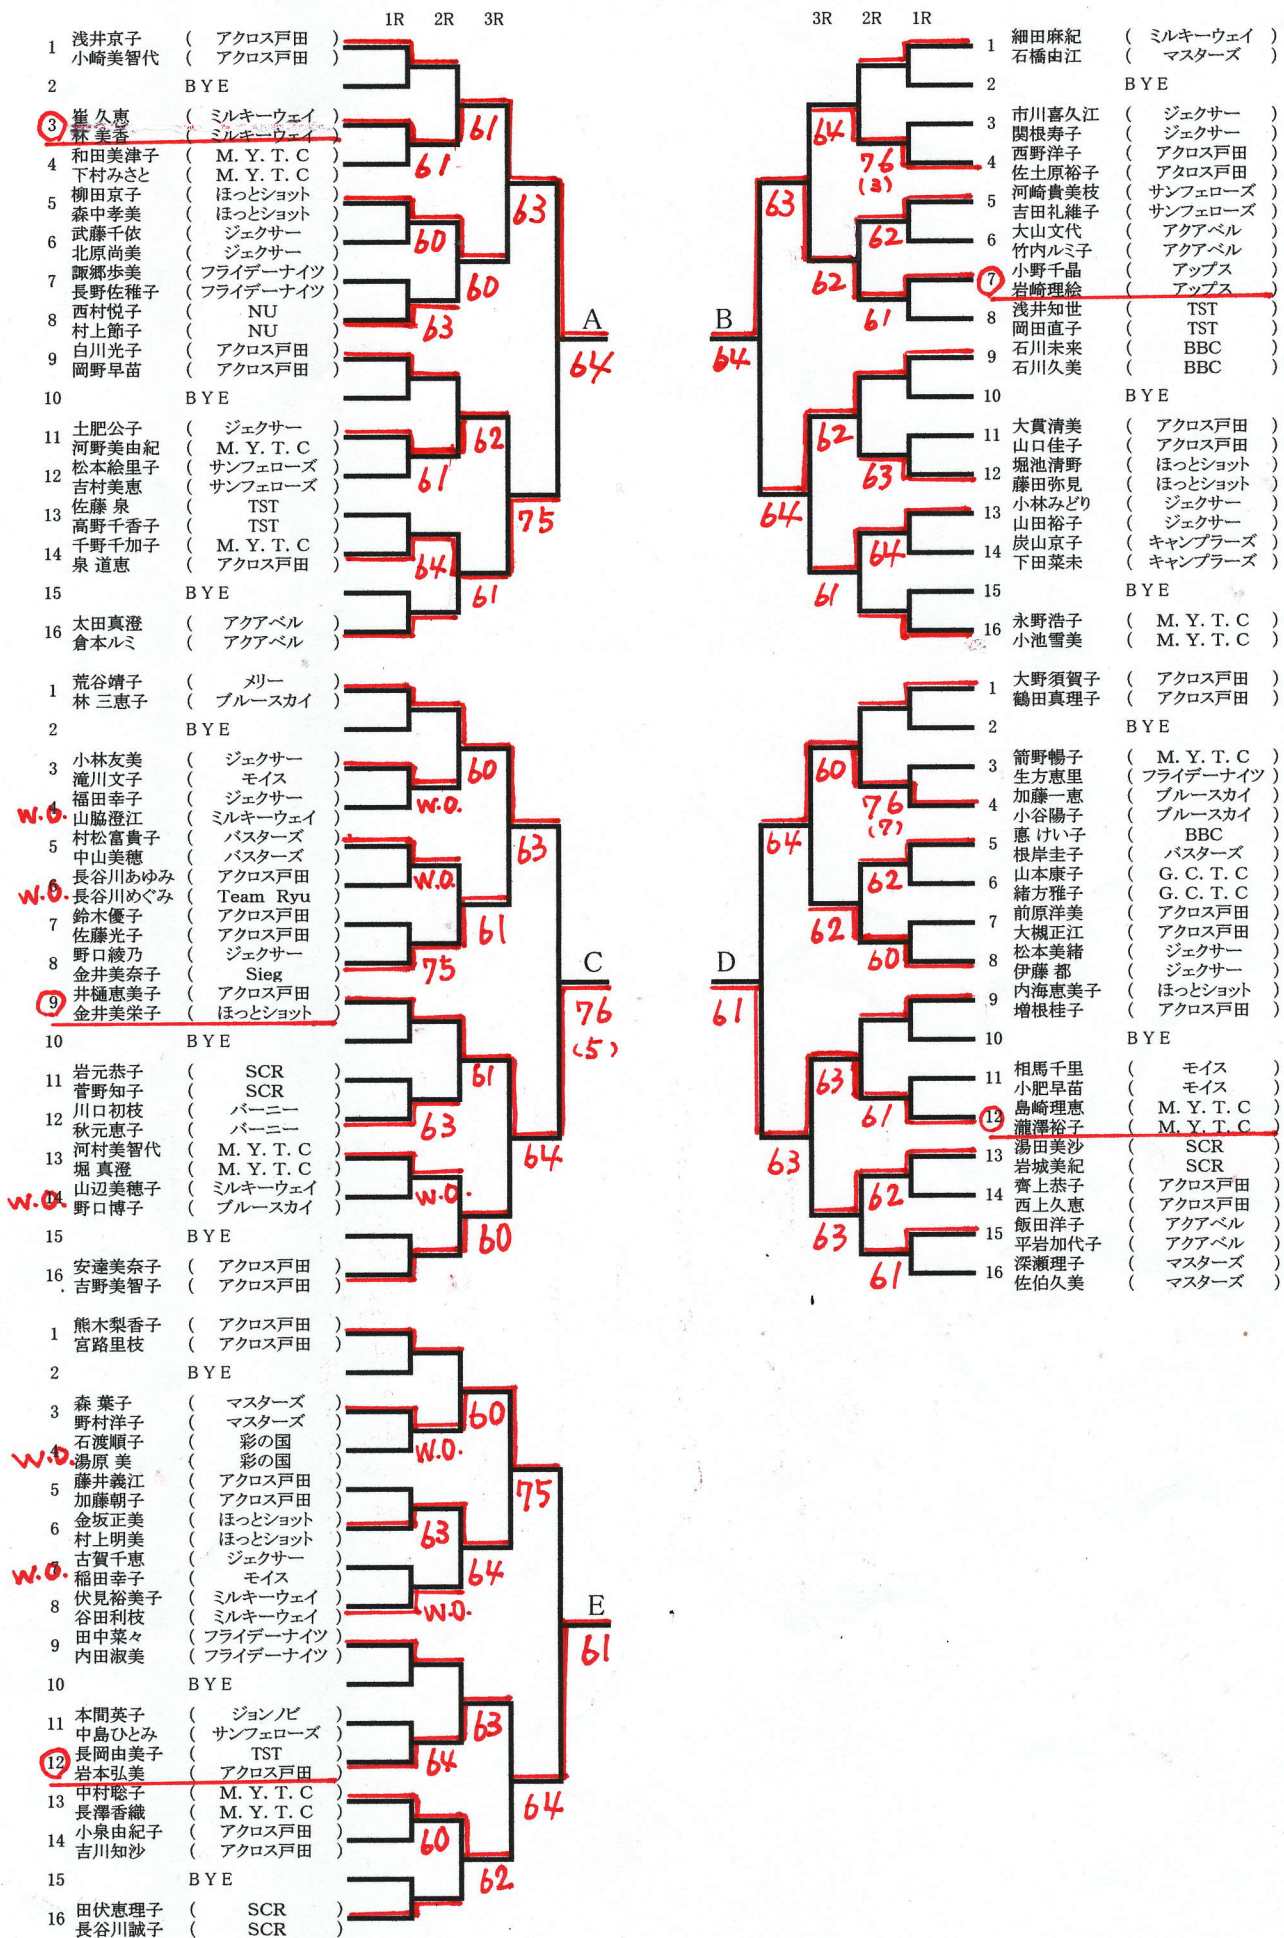 1R 2R 3R
1 浅井京子 ( アクロス戸田 )
小崎美智代 ( アクロス戸田 )
2 BYE
③ 崔 久恵 ( ミルキーウェイ )
林 美香 ( ミルキーウェイ )
4 和田美津子 ( M. Y. T. C )
下村みさと ( M. Y. T. C )
5 柳田京子 ( ほっとショット )
森中孝美 ( ほっとショット )
6 武藤千依 ( ジェクサー )
北原尚美 ( ジェクサー )
7 諏郷歩美 ( フライデーナイツ )
長野佐稚子 ( フライデーナイツ )
8 西村悦子 ( NU )
村上節子 ( NU )
9 白川光子 ( アクロス戸田 )
岡野早苗 ( アクロス戸田 )
10 BYE
11 土肥公子 ( ジェクサー )
河野美由紀 ( M. Y. T. C )
12 松本絵里子 ( サンフェローズ )
吉村美恵 ( サンフェローズ )
13 佐藤 泉 ( TST )
高野千香子 ( TST )
14 千野千加子 ( M. Y. T. C )
泉 道恵 ( アクロス戸田 )
15 BYE
16 太田真澄 ( アクアベル )
倉本ルミ ( アクアベル )
61
61
60
60
63
63
62
61
64
61
75
A
64
3R 2R 1R
1 細田麻紀 ( ミルキーウェイ )
石橋由江 ( マスターズ )
2 BYE
3 市川喜久江 ( ジェクサー )
関根寿子 ( ジェクサー )
4 西野洋子 ( アクロス戸田 )
佐土原裕子 ( アクロス戸田 )
5 河崎貴美枝 ( サンフェローズ )
吉田礼維子 ( サンフェローズ )
6 大山文代 ( アクアベル )
竹内ルミ子 ( アクアベル )
⑦ 小野千晶 ( アップス )
岩崎理絵 ( アップス )
8 浅井知世 ( TST )
岡田直子 ( TST )
9 石川未来 ( BBC )
石川久美 ( BBC )
10 BYE
11 大貫清美 ( アクロス戸田 )
山口佳子 ( アクロス戸田 )
12 堀池清野 ( ほっとショット )
藤田弥見 ( ほっとショット )
13 小林みどり ( ジェクサー )
山田裕子 ( ジェクサー )
14 炭山京子 ( キャンプラーズ )
下田菜未 ( キャンプラーズ )
15 BYE
16 永野浩子 ( M. Y. T. C )
小池雪美 ( M. Y. T. C )
64
76
(3)
63
62
62
61
B
64
62
63
64
64
61
1 荒谷靖子 ( メリー )
林 三恵子 ( ブルースカイ )
2 BYE
3 小林友美 ( ジェクサー )
滝川文子 ( モイス )
W.O. 4 福田幸子 ( ジェクサー )
山脇澄江 ( ミルキーウェイ )
5 村松富貴子 ( バスターズ )
中山美穂 ( バスターズ )
W.O. 6 長谷川あゆみ ( アクロス戸田 )
長谷川めぐみ ( Team Ryu )
7 鈴木優子 ( アクロス戸田 )
佐藤光子 ( アクロス戸田 )
8 野口綾乃 ( ジェクサー )
金井美奈子 ( Sieg )
⑨ 井樋恵美子 ( アクロス戸田 )
金井美栄子 ( ほっとショット )
10 BYE
11 岩元恭子 ( SCR )
菅野知子 ( SCR )
12 川口初枝 ( バーニー )
秋元恵子 ( バーニー )
13 河村美智代 ( M. Y. T. C )
堀 真澄 ( M. Y. T. C )
W.O. 14 山辺美穂子 ( ミルキーウェイ )
野口博子 ( ブルースカイ )
15 BYE
16 安達美奈子 ( アクロス戸田 )
吉野美智子 ( アクロス戸田 )
60
W.O.
63
W.O.
61
75
C
76
(5)
61
63
64
W.O.
60
1 大野須賀子 ( アクロス戸田 )
鶴田真理子 ( アクロス戸田 )
2 BYE
3 箭野暢子 ( M. Y. T. C )
生方恵里 ( フライデーナイツ )
4 加藤一恵 ( ブルースカイ )
小谷陽子 ( ブルースカイ )
5 悳 けい子 ( BBC )
根岸圭子 ( バスターズ )
6 山本康子 ( G. C. T. C )
緒方雅子 ( G. C. T. C )
7 前原洋美 ( アクロス戸田 )
大槻正江 ( アクロス戸田 )
8 松本美緒 ( ジェクサー )
伊藤 都 ( ジェクサー )
9 内海恵美子 ( ほっとショット )
増根桂子 ( アクロス戸田 )
10 BYE
11 相馬千里 ( モイス )
小肥早苗 ( モイス )
⑫ 島崎理恵 ( M. Y. T. C )
瀧澤裕子 ( M. Y. T. C )
13 湯田美沙 ( SCR )
岩城美紀 ( SCR )
14 齊上恭子 ( アクロス戸田 )
西上久恵 ( アクロス戸田 )
15 飯田洋子 ( アクアベル )
平岩加代子 ( アクアベル )
16 深瀬理子 ( マスターズ )
佐伯久美 ( マスターズ )
60
76
(7)
64
62
62
60
D
61
63
61
63
62
63
61
1 熊木梨香子 ( アクロス戸田 )
宮路里枝 ( アクロス戸田 )
2 BYE
3 森 葉子 ( マスターズ )
野村洋子 ( マスターズ )
W.O. 4 石渡順子 ( 彩の国 )
湯原 美 ( 彩の国 )
5 藤井義江 ( アクロス戸田 )
加藤朝子 ( アクロス戸田 )
6 金坂正美 ( ほっとショット )
村上明美 ( ほっとショット )
W.O. 7 古賀千恵 ( ジェクサー )
稲田幸子 ( モイス )
8 伏見裕美子 ( ミルキーウェイ )
谷田利枝 ( ミルキーウェイ )
9 田中菜々 ( フライデーナイツ )
内田淑美 ( フライデーナイツ )
10 BYE
11 本間英子 ( ジョンノビ )
中島ひとみ ( サンフェローズ )
⑫ 長岡由美子 ( TST )
岩本弘美 ( アクロス戸田 )
13 中村聡子 ( M. Y. T. C )
長澤香織 ( M. Y. T. C )
14 小泉由紀子 ( アクロス戸田 )
吉川知沙 ( アクロス戸田 )
15 BYE
16 田伏恵理子 ( SCR )
長谷川誠子 ( SCR )
60
W.O.
75
63
64
W.O.
E
61
63
64
64
60
62